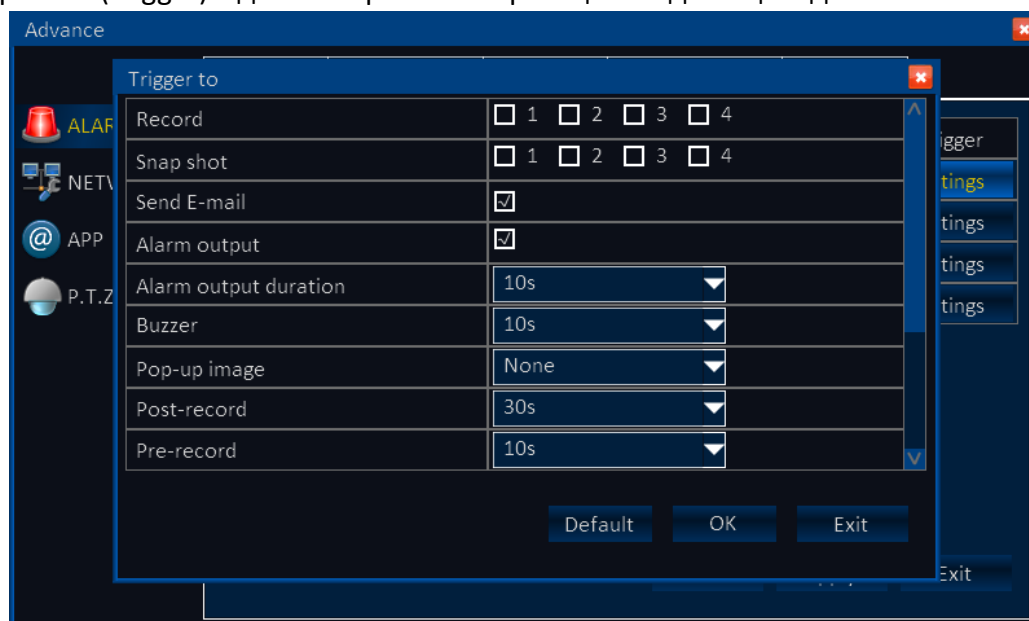 Advance
Trigger to
Record 1 2 3 4
Snap shot 1 2 3 4
Send E-mail
Alarm output
Alarm output duration 10s
Buzzer 10s
Pop-up image None
Post-record 30s
Pre-record 10s
Default OK Exit
ALAR
NETW
APP
P.T.Z
igger
tings
tings
tings
tings
Exit